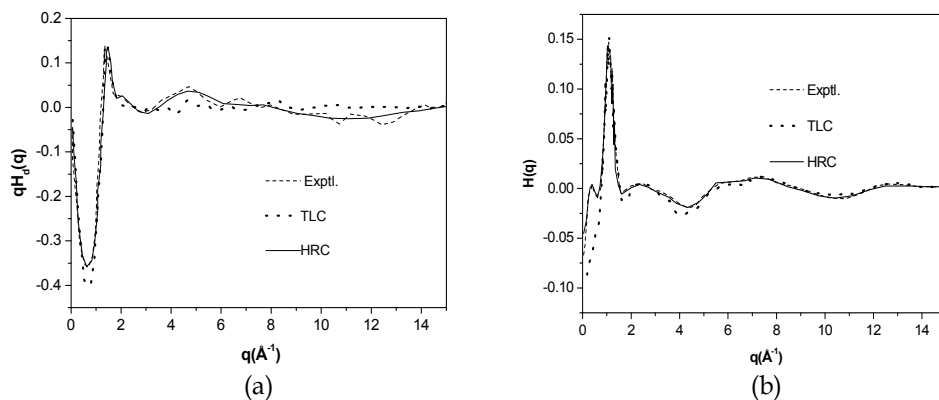 (a)
0.2
0.1
0.0
-0.1
-0.2
-0.3
-0.4
qH_d(q)
Exptl.
TLC
HRC
0 2 4 6 8 10 12 14
q(Å⁻¹)
(a)
(b)
0.15
0.10
0.05
0.00
-0.05
-0.10
H(q)
Exptl.
TLC
HRC
0 2 4 6 8 10 12 14
q(Å⁻¹)
(b)